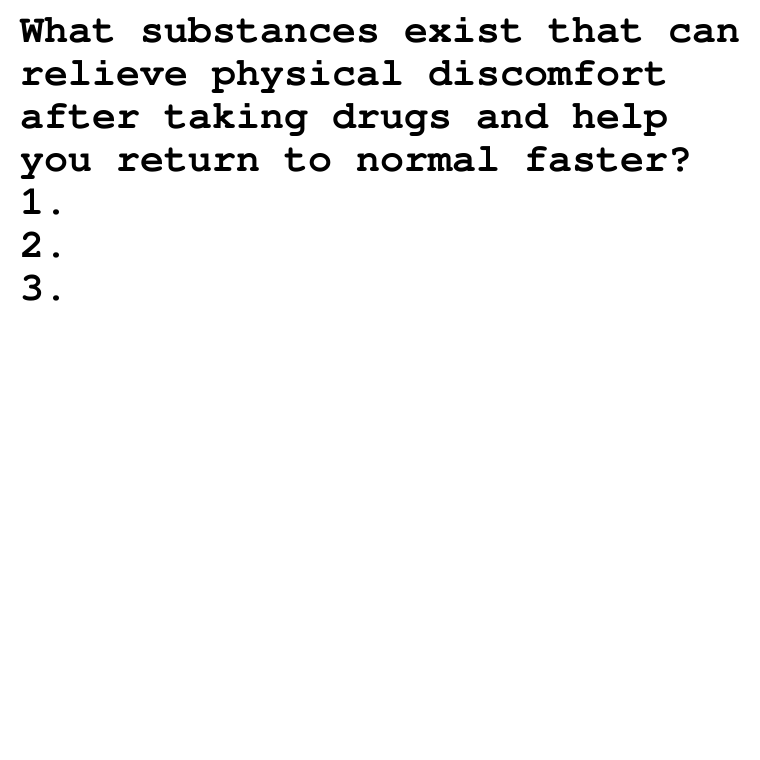 What substances exist that can
relieve physical discomfort
after taking drugs and help
you return to normal faster?
1.
2.
3.